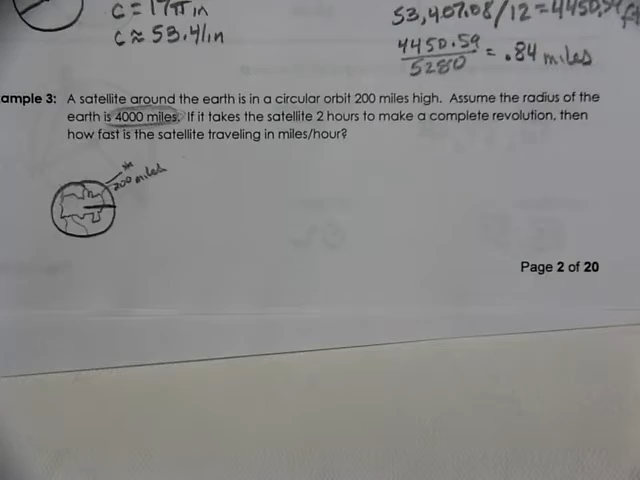 C = 17π in
C ≈ 53.41in
53,407.08/12 = 4450.59 ft
4450.59
5280
= .84 miles
ample 3: A satellite around the earth is in a circular orbit 200 miles high. Assume the radius of the
earth is 4000 miles. If it takes the satellite 2 hours to make a complete revolution, then
how fast is the satellite traveling in miles/hour?
200 miles
Page 2 of 20